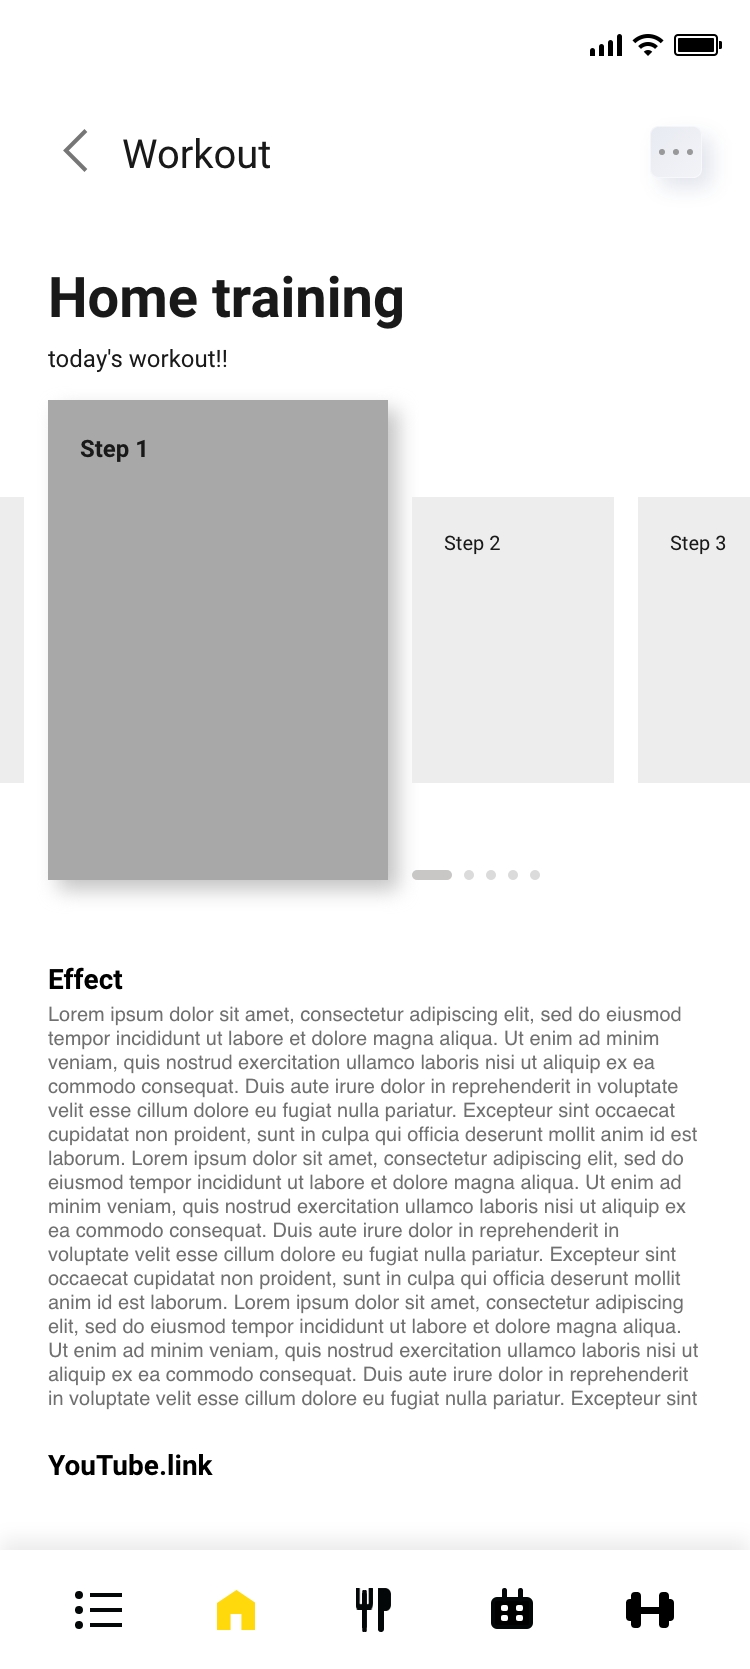 Workout
Home training
today's workout!!
Step 1
Step 2
Step 3
Effect
Lorem ipsum dolor sit amet, consectetur adipiscing elit, sed do eiusmod
tempor incididunt ut labore et dolore magna aliqua. Ut enim ad minim
veniam, quis nostrud exercitation ullamco laboris nisi ut aliquip ex ea
commodo consequat. Duis aute irure dolor in reprehenderit in voluptate
velit esse cillum dolore eu fugiat nulla pariatur. Excepteur sint occaecat
cupidatat non proident, sunt in culpa qui officia deserunt mollit anim id est
laborum. Lorem ipsum dolor sit amet, consectetur adipiscing elit, sed do
eiusmod tempor incididunt ut labore et dolore magna aliqua. Ut enim ad
minim veniam, quis nostrud exercitation ullamco laboris nisi ut aliquip ex
ea commodo consequat. Duis aute irure dolor in reprehenderit in
voluptate velit esse cillum dolore eu fugiat nulla pariatur. Excepteur sint
occaecat cupidatat non proident, sunt in culpa qui officia deserunt mollit
anim id est laborum. Lorem ipsum dolor sit amet, consectetur adipiscing
elit, sed do eiusmod tempor incididunt ut labore et dolore magna aliqua.
Ut enim ad minim veniam, quis nostrud exercitation ullamco laboris nisi ut
aliquip ex ea commodo consequat. Duis aute irure dolor in reprehenderit
in voluptate velit esse cillum dolore eu fugiat nulla pariatur. Excepteur sint
YouTube.link